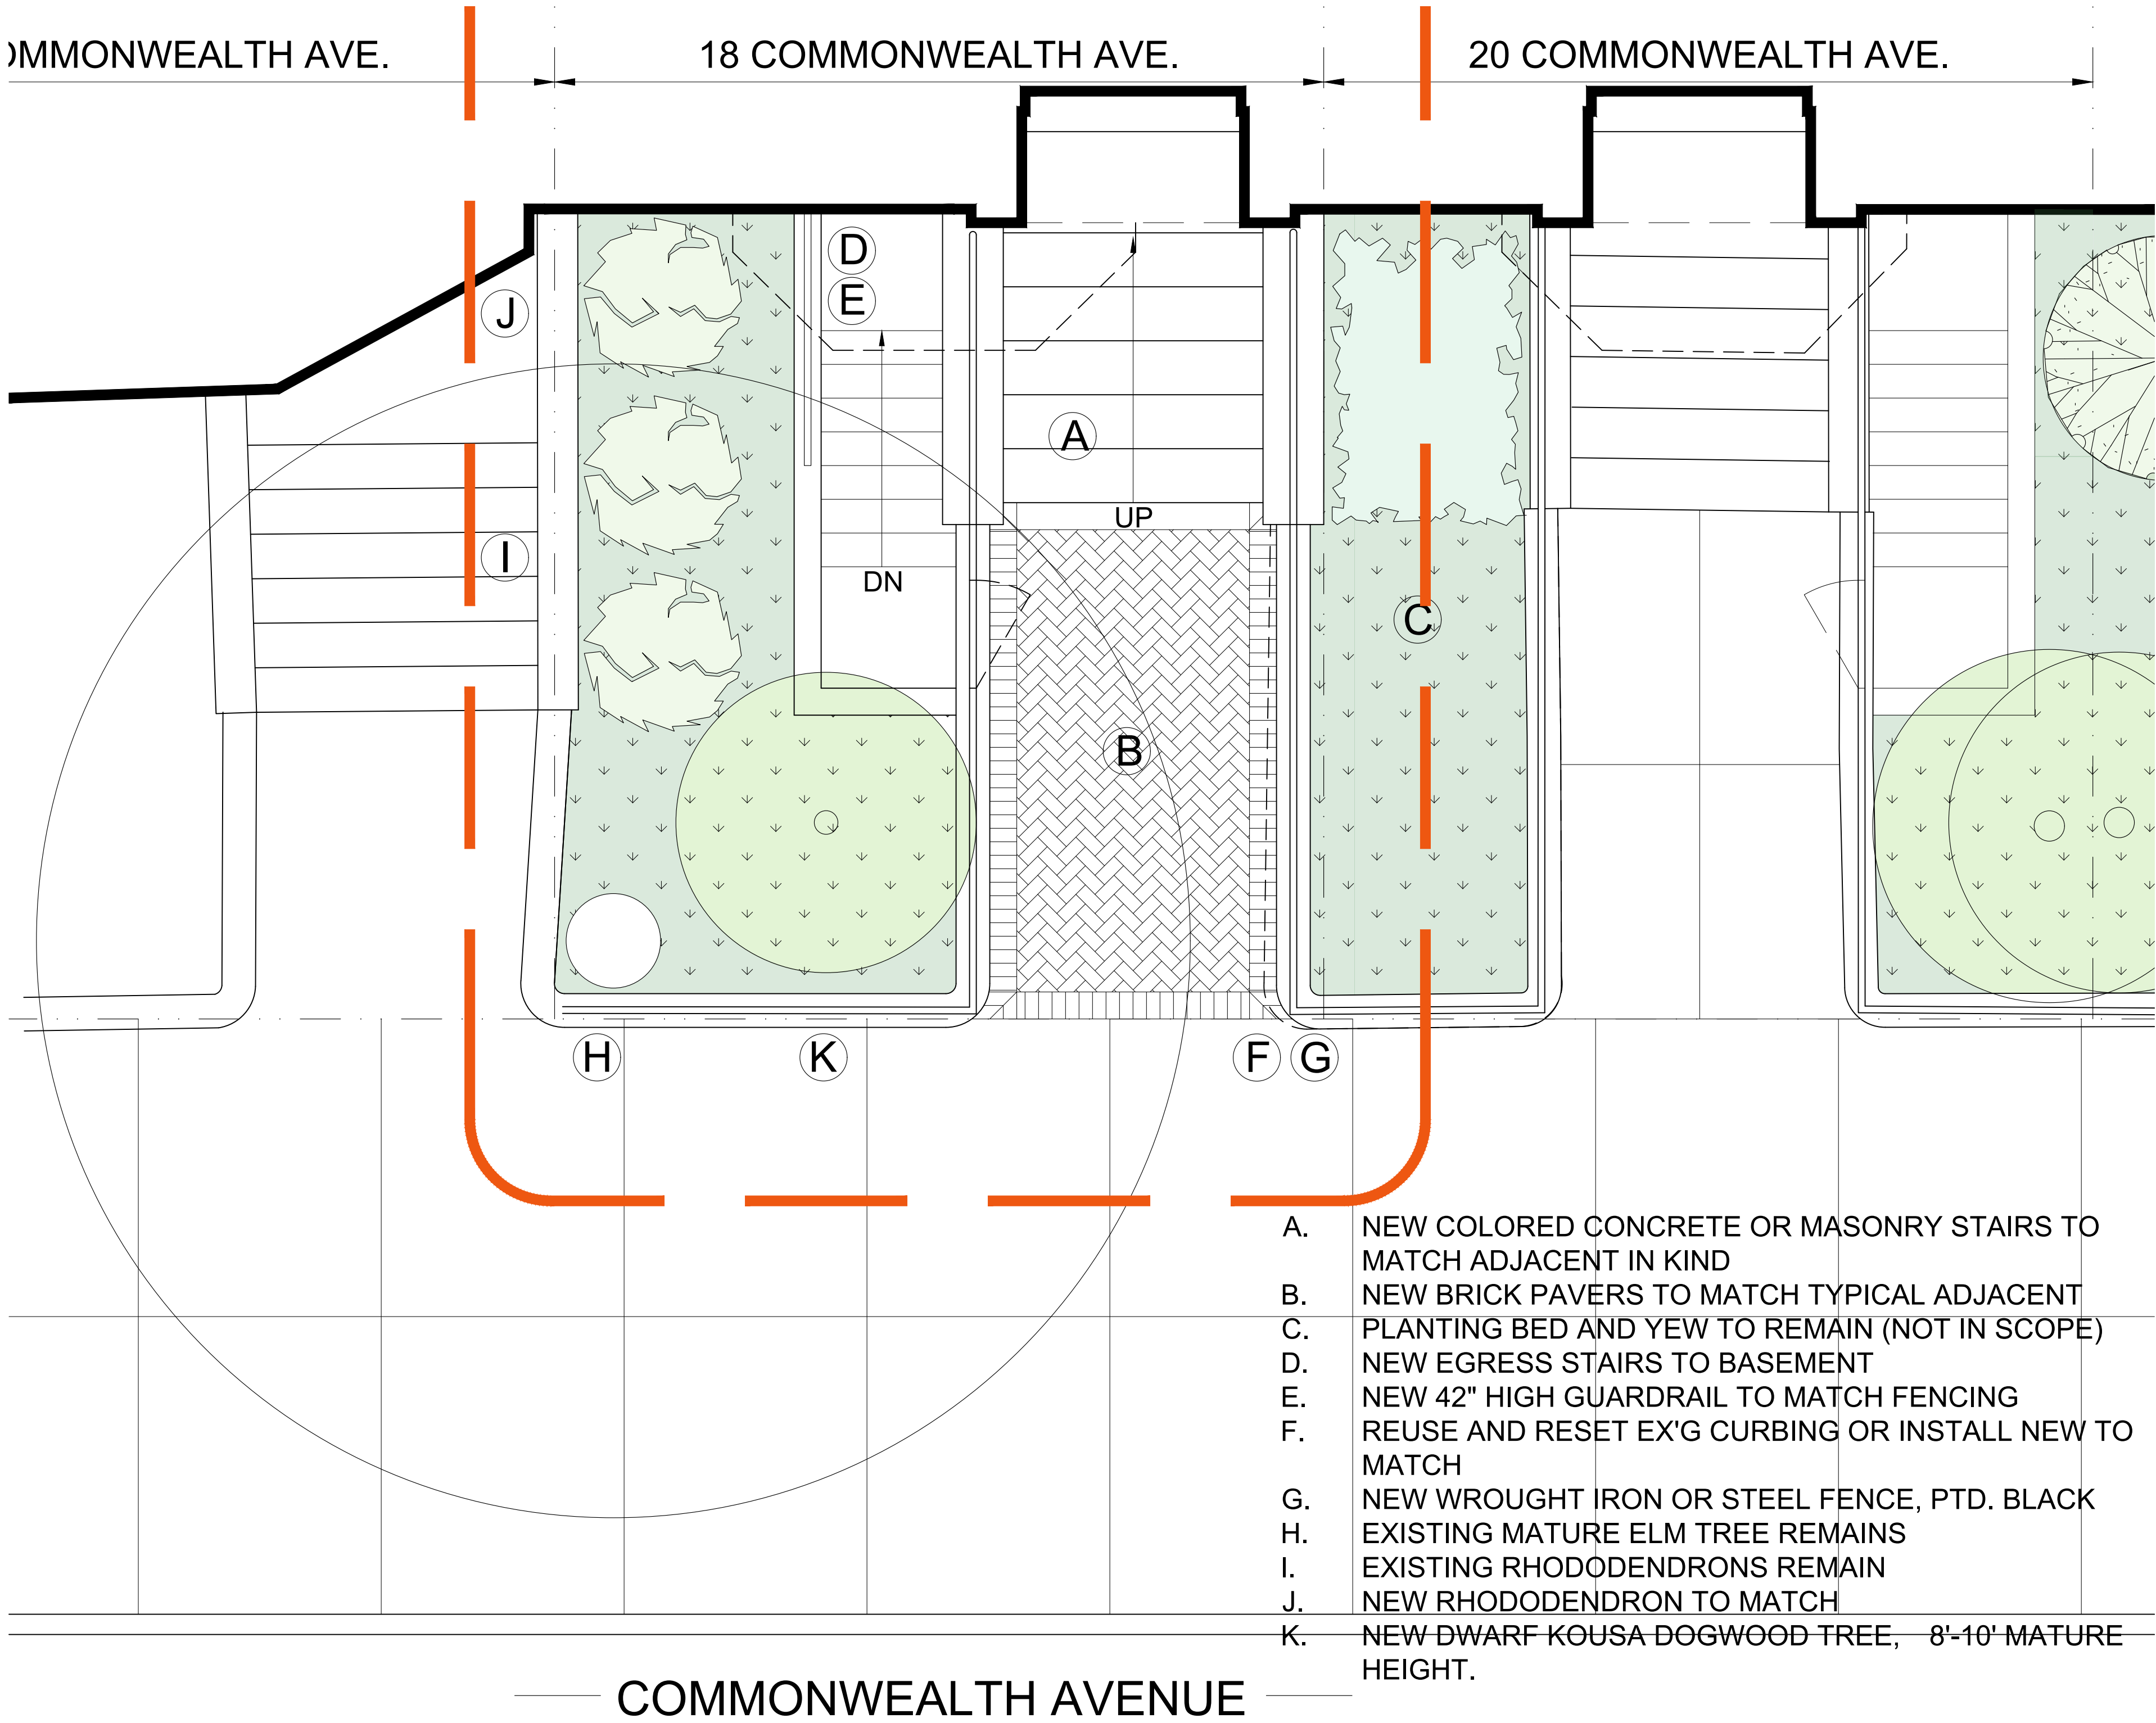 OMMONWEALTH AVE.
18 COMMONWEALTH AVE.
20 COMMONWEALTH AVE.
D
E
J
A
UP
I
DN
C
B
H
K
F
G
A. NEW COLORED CONCRETE OR MASONRY STAIRS TO
MATCH ADJACENT IN KIND
B. NEW BRICK PAVERS TO MATCH TYPICAL ADJACENT
C. PLANTING BED AND YEW TO REMAIN (NOT IN SCOPE)
D. NEW EGRESS STAIRS TO BASEMENT
E. NEW 42" HIGH GUARDRAIL TO MATCH FENCING
F. REUSE AND RESET EX'G CURBING OR INSTALL NEW TO
MATCH
G. NEW WROUGHT IRON OR STEEL FENCE, PTD. BLACK
H. EXISTING MATURE ELM TREE REMAINS
I. EXISTING RHODODENDRONS REMAIN
J. NEW RHODODENDRON TO MATCH
K. NEW DWARF KOUSA DOGWOOD TREE, 8'-10' MATURE
HEIGHT.
COMMONWEALTH AVENUE